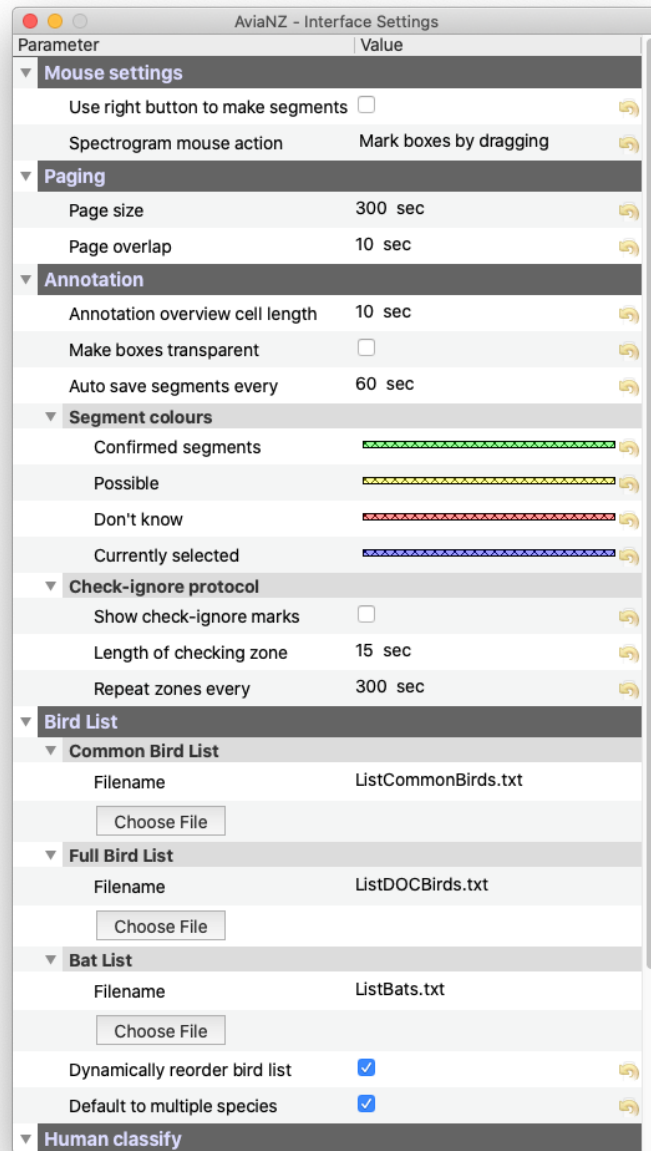 AviaNZ - Interface Settings
Parameter Value
Mouse settings
Use right button to make segments
Spectrogram mouse action Mark boxes by dragging
Paging
Page size 300 sec
Page overlap 10 sec
Annotation
Annotation overview cell length 10 sec
Make boxes transparent
Auto save segments every 60 sec
Segment colours
Confirmed segments
Possible
Don't know
Currently selected
Check-ignore protocol
Show check-ignore marks
Length of checking zone 15 sec
Repeat zones every 300 sec
Bird List
Common Bird List
Filename ListCommonBirds.txt
Choose File
Full Bird List
Filename ListDOCBirds.txt
Choose File
Bat List
Filename ListBats.txt
Choose File
Dynamically reorder bird list
Default to multiple species
Human classify